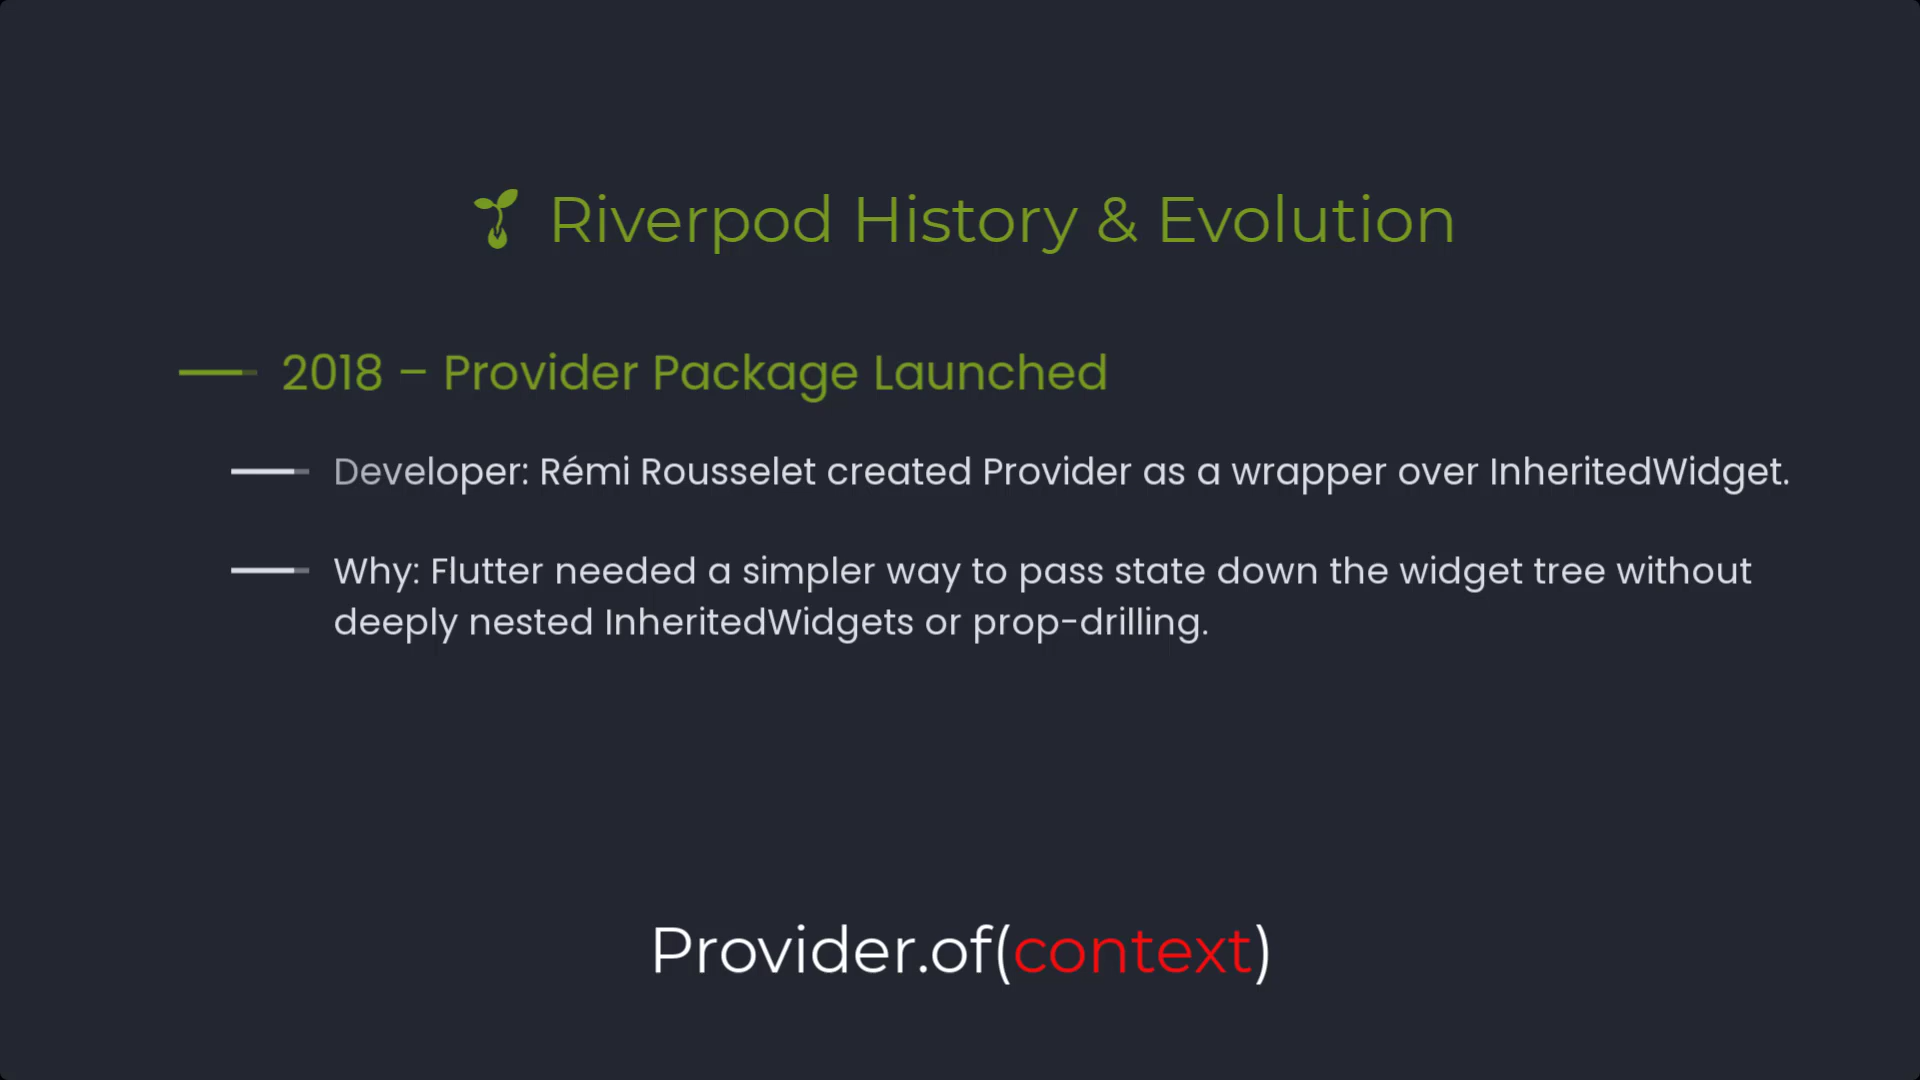 Riverpod History & Evolution
2018 – Provider Package Launched
Developer: Rémi Rousselet created Provider as a wrapper over InheritedWidget.
Why: Flutter needed a simpler way to pass state down the widget tree without
deeply nested InheritedWidgets or prop-drilling.
Provider.of(context)